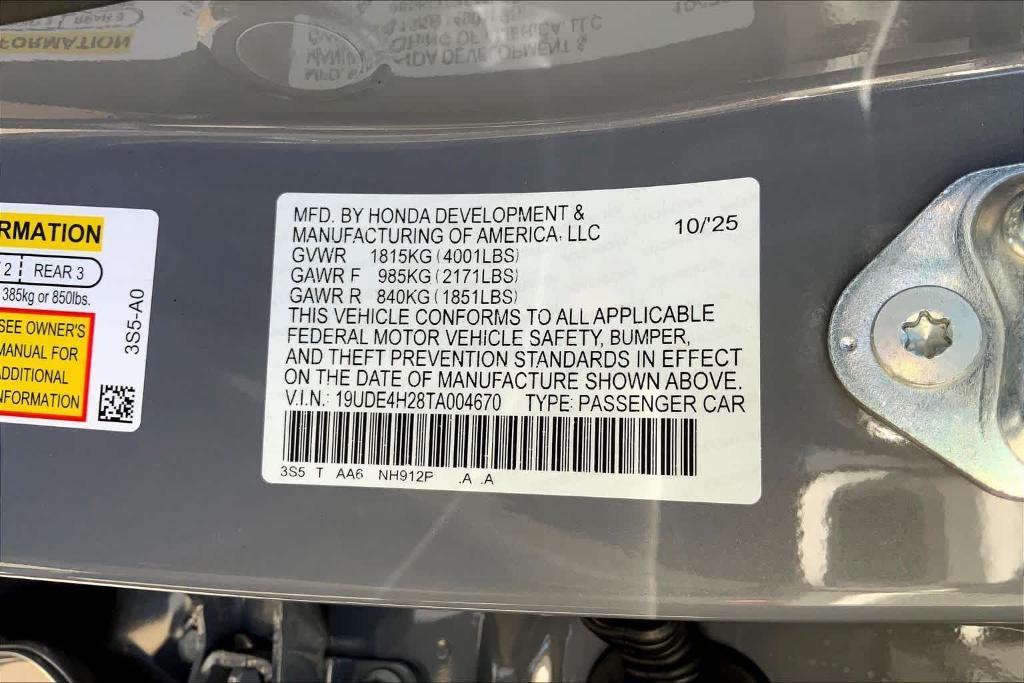 RMATION
2 REAR 3
385kg or 850lbs.
SEE OWNER'S
MANUAL FOR
ADDITIONAL
INFORMATION
3S5-A0
MFD. BY HONDA DEVELOPMENT &
MANUFACTURING OF AMERICA, LLC
10/'25
GVWR 1815KG(4001LBS)
GAWR F 985KG(2171LBS)
GAWR R 840KG(1851LBS)
THIS VEHICLE CONFORMS TO ALL APPLICABLE
FEDERAL MOTOR VEHICLE SAFETY, BUMPER,
AND THEFT PREVENTION STANDARDS IN EFFECT
ON THE DATE OF MANUFACTURE SHOWN ABOVE.
V.I.N.: 19UDE4H28TA004670 TYPE: PASSENGER CAR
3S5 T AA6 NH912P .A .A